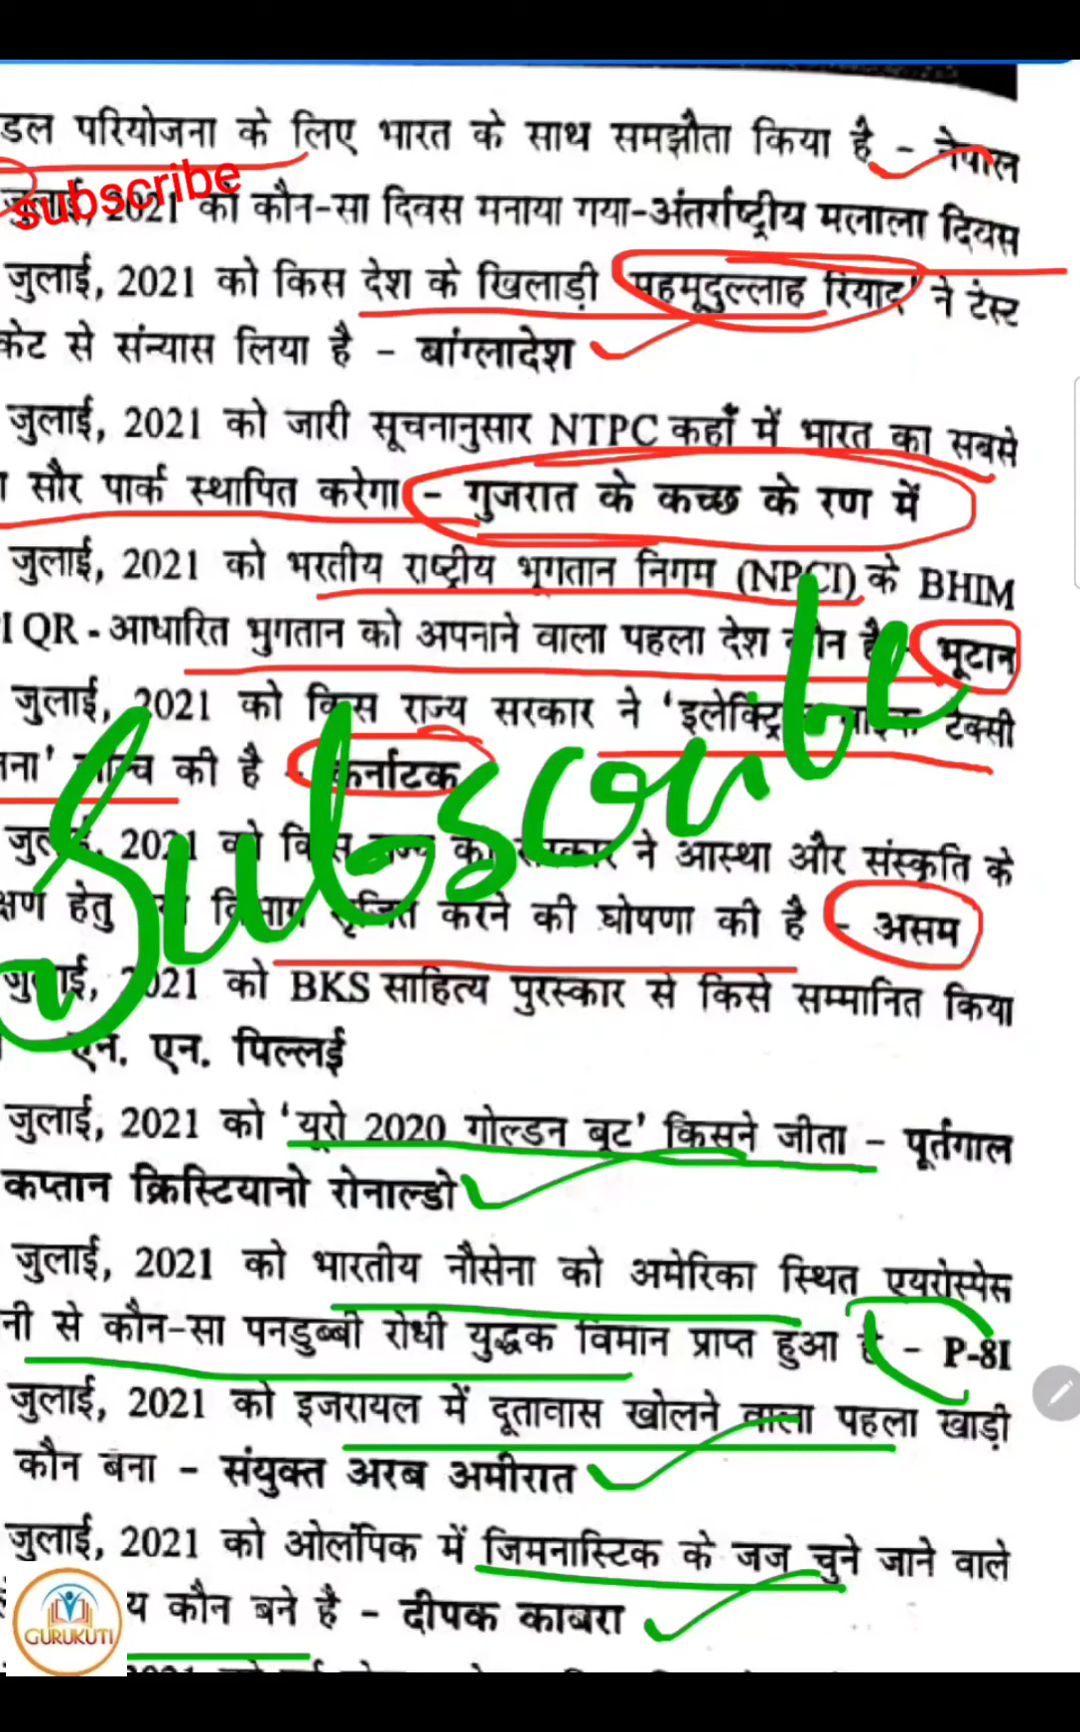 डल परियोजना के लिए भारत के साथ समझौता किया है - नेपाल
subscribe
जुलाई, 2021 को कौन-सा दिवस मनाया गया-अंतर्राष्ट्रीय मलाला दिवस
जुलाई, 2021 को किस देश के खिलाड़ी 'महमूदुल्लाह रियाद' ने टेस्ट
केट से संन्यास लिया है - बांग्लादेश
जुलाई, 2021 को जारी सूचनानुसार NTPC कहाँ में भारत का सबसे
ा सौर पार्क स्थापित करेगा - गुजरात के कच्छ के रण में
जुलाई, 2021 को भरतीय राष्ट्रीय भूगतान निगम (NPCI) के BHIM
I QR - आधारित भुगतान को अपनाने वाला पहला देश कौन है - भूटान
जुलाई, 2021 को किस राज्य सरकार ने 'इलेक्ट्रि टैक्सी
ना' की है - कर्नाटक
Subscribe
जुलाई, 2021 को किस राज्य की सरकार ने आस्था और संस्कृति के
क्षण हेतु विभाग सृजित करने की घोषणा की है - असम
जुलाई, 2021 को BKS साहित्य पुरस्कार से किसे सम्मानित किया
एन. एन. पिल्लई
जुलाई, 2021 को 'यूरो 2020 गोल्डन बूट' किसने जीता - पूर्तगाल
कप्तान क्रिस्टियानो रोनाल्डो
जुलाई, 2021 को भारतीय नौसेना को अमेरिका स्थित एयरोस्पेस
नी से कौन-सा पनडुब्बी रोधी युद्धक विमान प्राप्त हुआ है - P-8I
जुलाई, 2021 को इजरायल में दूतावास खोलने वाला पहला खाड़ी
कौन बना - संयुक्त अरब अमीरात
जुलाई, 2021 को ओलंपिक में जिमनास्टिक के जज चुने जाने वाले
य कौन बने है - दीपक काबरा
GURUKUTI